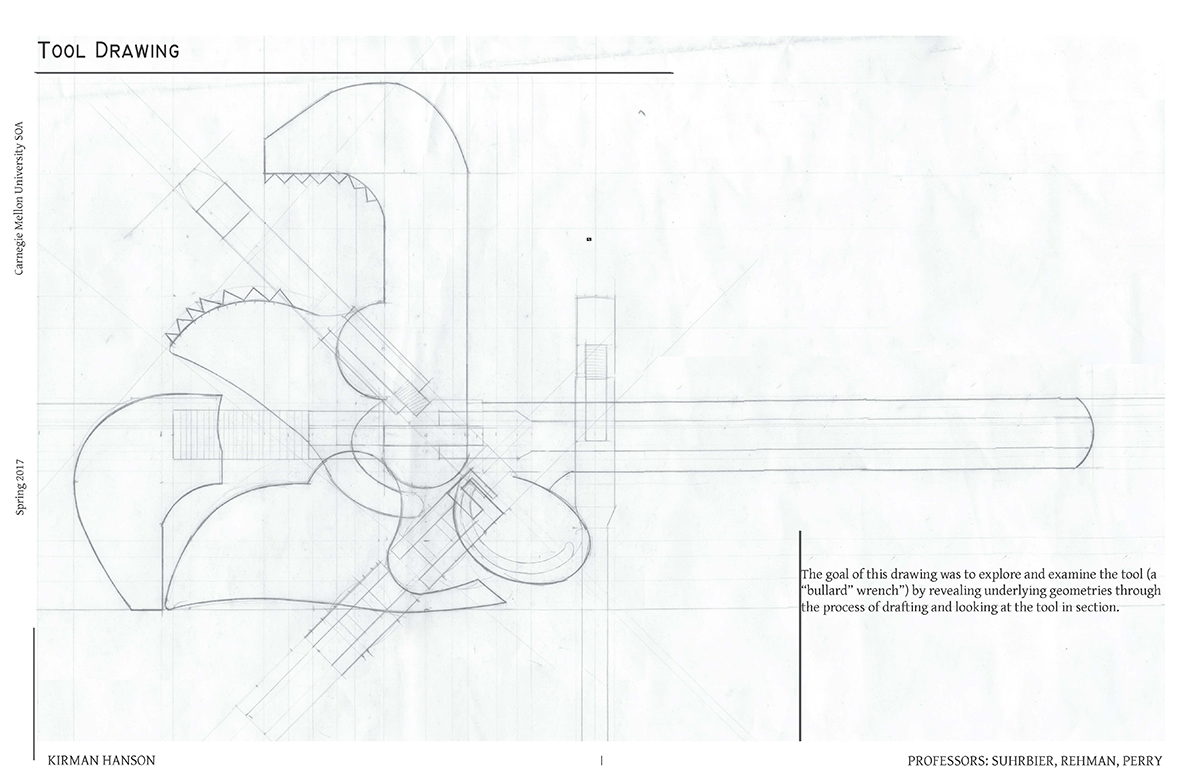 Tool Drawing
Carnegie Mellon University SOA
Spring 2017
The goal of this drawing was to explore and examine the tool (a
“bullard” wrench”) by revealing underlying geometries through
the process of drafting and looking at the tool in section.
KIRMAN HANSON
1
PROFESSORS: SUHRBIER, REHMAN, PERRY